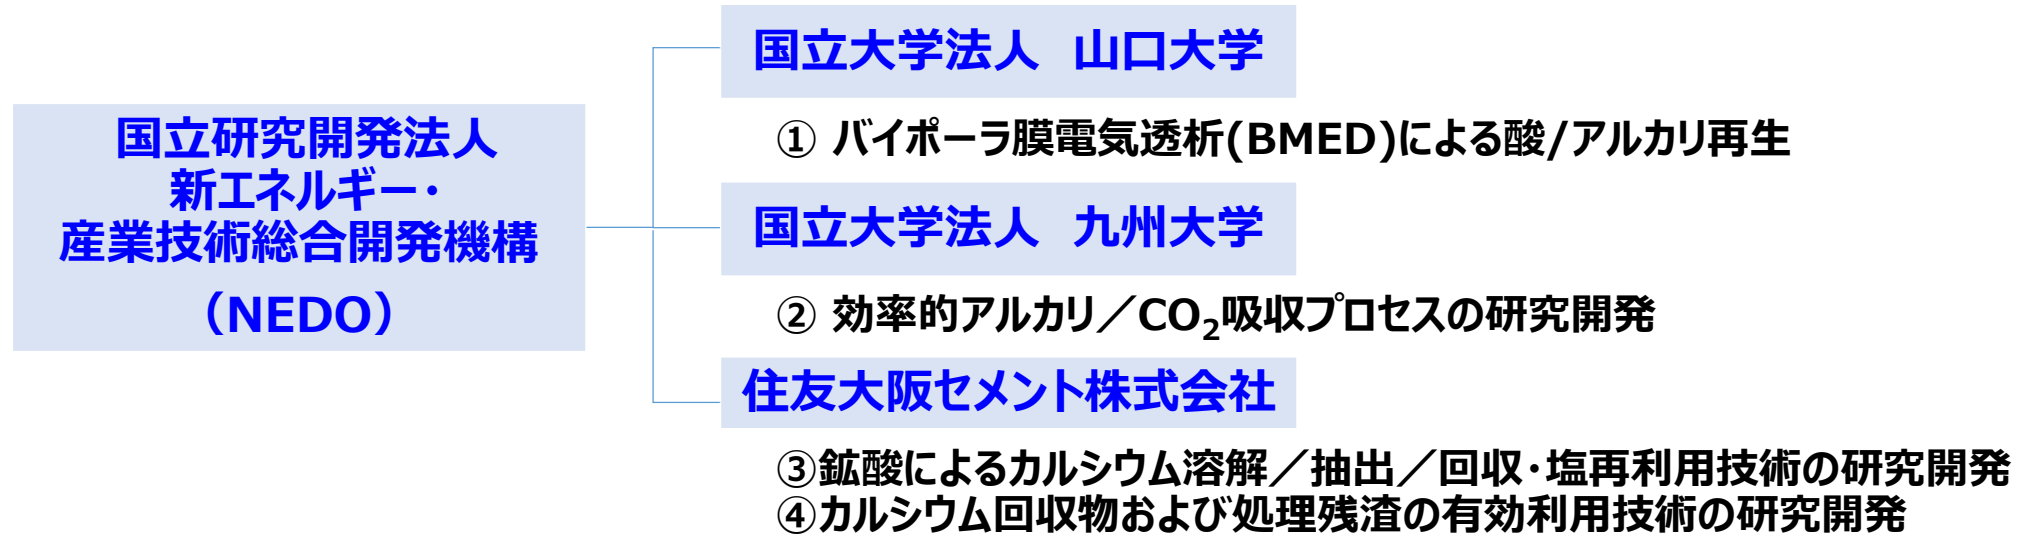 国立研究開発法人
新エネルギー・
産業技術総合開発機構
（NEDO）
国立大学法人　山口大学
① バイポーラ膜電気透析(BMED)による酸/アルカリ再生
国立大学法人　九州大学
② 効率的アルカリ／CO₂吸収プロセスの研究開発
住友大阪セメント株式会社
③鉱酸によるカルシウム溶解／抽出／回収・塩再利用技術の研究開発
④カルシウム回収物および処理残渣の有効利用技術の研究開発